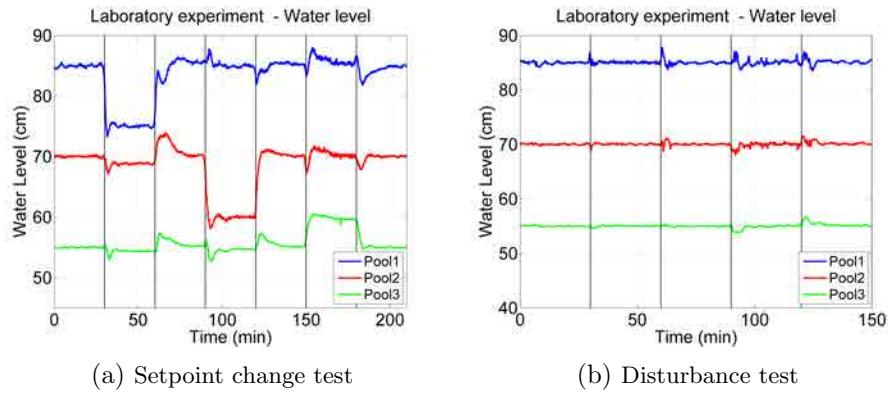 Laboratory experiment - Water level
90
80
70
60
50
Water Level (cm)
0
50
100
150
200
Time (min)
Pool1
Pool2
Pool3
(a) Setpoint change test
Laboratory experiment - Water level
90
80
70
60
50
40
Water Level (cm)
0
50
100
150
Time (min)
Pool1
Pool2
Pool3
(b) Disturbance test